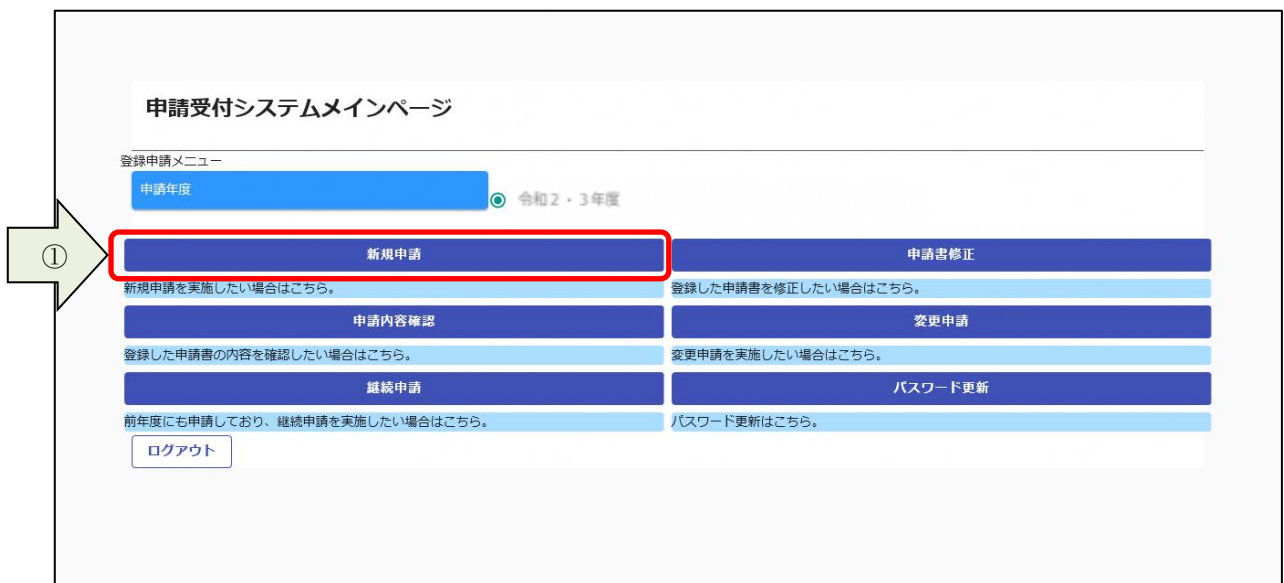 申請受付システムメインページ
登録申請メニュー
申請年度
令和2・3年度
①
新規申請
申請書修正
新規申請を実施したい場合はこちら。
登録した申請書を修正したい場合はこちら。
申請内容確認
変更申請
登録した申請書の内容を確認したい場合はこちら。
変更申請を実施したい場合はこちら。
継続申請
パスワード更新
前年度にも申請しており、継続申請を実施したい場合はこちら。
パスワード更新はこちら。
ログアウト